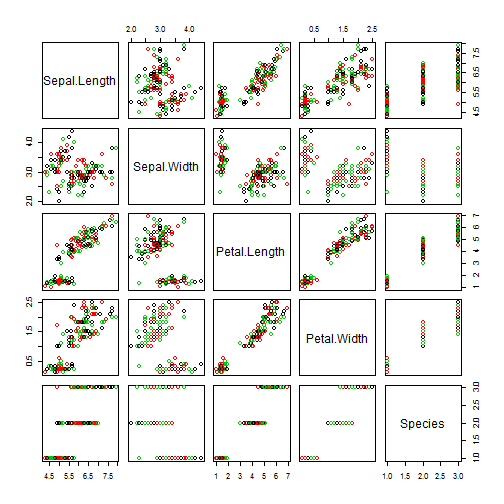 2.0 3.0 4.0
0.5 1.5 2.5
Sepal.Length
4.5 5.5 6.5 7.5
2.0 3.0 4.0
Sepal.Width
Petal.Length
1 2 3 4 5 6 7
0.5 1.5 2.5
Petal.Width
Species
1.0 1.5 2.0 2.5 3.0
4.5 5.5 6.5 7.5
1 2 3 4 5 6 7
1.0 1.5 2.0 2.5 3.0